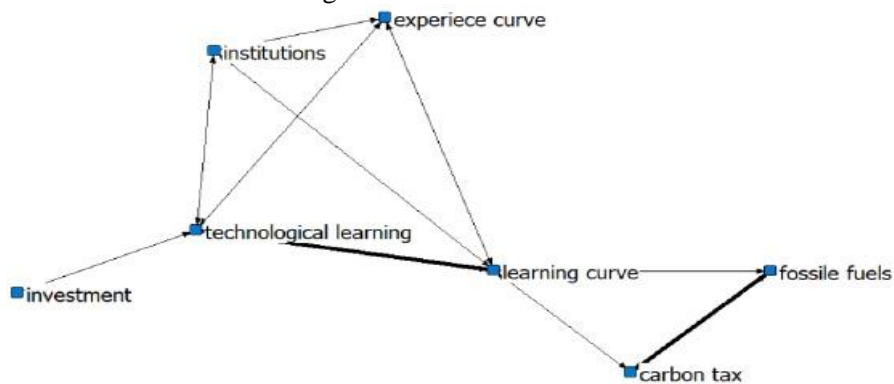 experiece curve
institutions
technological learning
learning curve
fossile fuels
investment
carbon tax